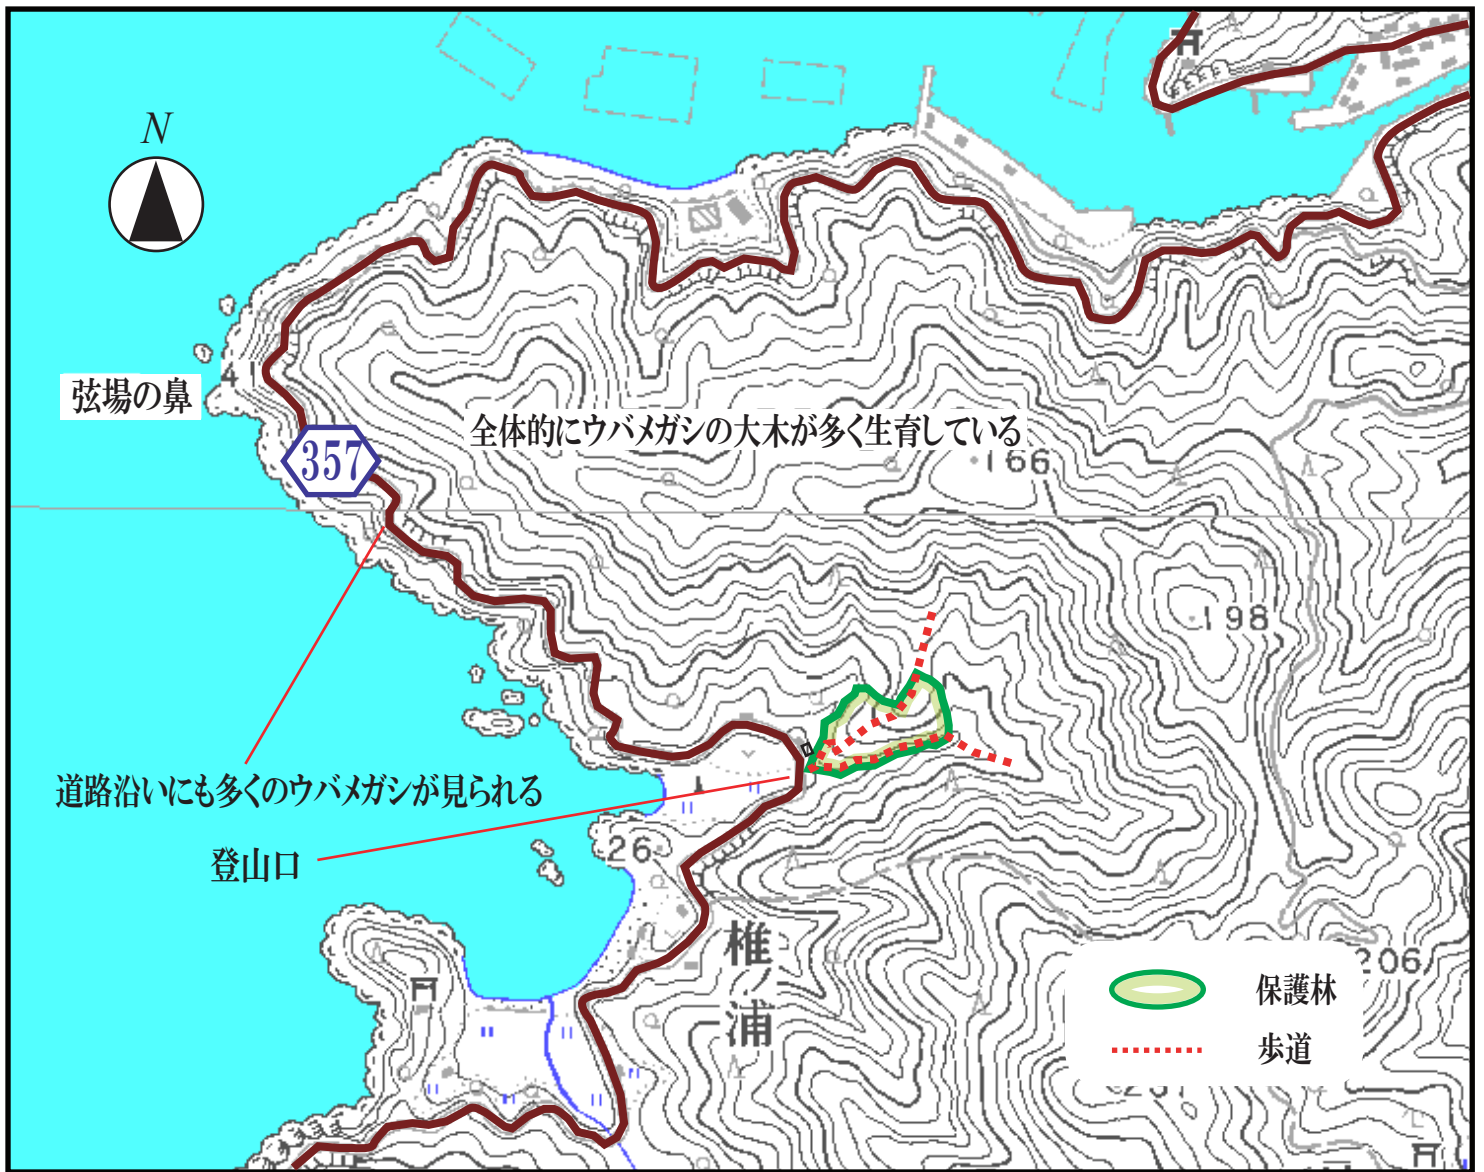 N
弦場の鼻
4
357
全体的にウバメガシの大木が多く生育している
166
198
道路沿いにも多くのウバメガシが見られる
登山口
26
椎ノ浦
206
保護林
歩道